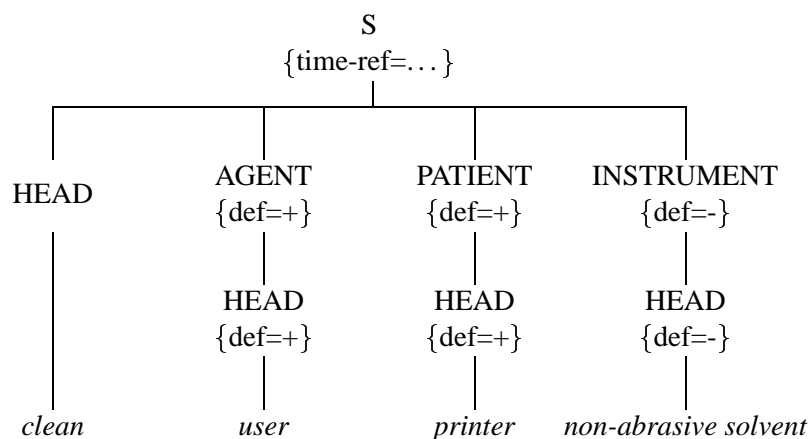 S
{time-ref=...}
HEAD AGENT PATIENT INSTRUMENT
{def=+} {def=+} {def=-}
HEAD HEAD HEAD
{def=+} {def=+} {def=-}
clean user printer non-abrasive solvent